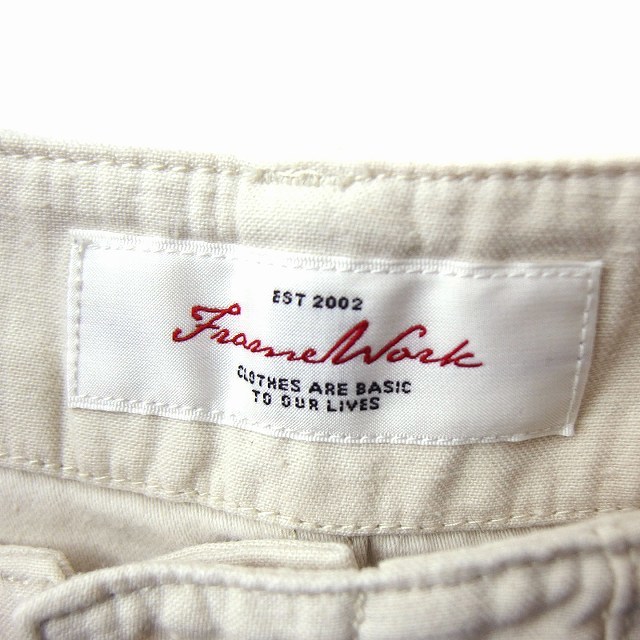 EST 2002
FrameWork
CLOTHES ARE BASIC
TO OUR LIVES